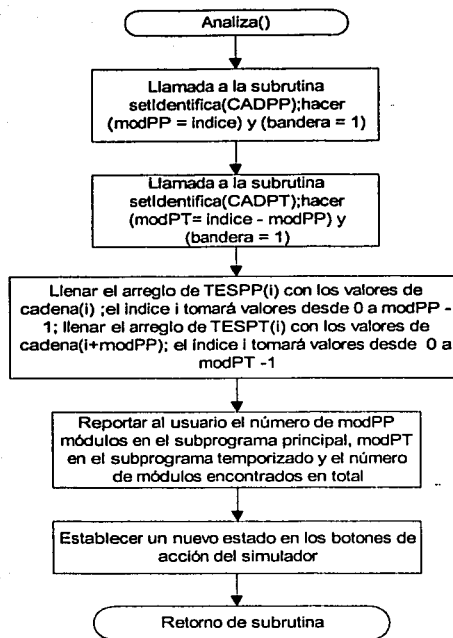 Analiza()
Llamada a la subrutina
setIdentifica(CADPP);hacer
(modPP = indice) y (bandera = 1)
Llamada a la subrutina
setIdentifica(CADPT);hacer
(modPT= indice - modPP) y
(bandera = 1)
Llenar el arreglo de TESPP(i) con los valores de
cadena(i) ;el indice i tomará valores desde 0 a modPP -
1; llenar el arreglo de TESPT(i) con los valores de
cadena(i+modPP); el índice i tomará valores desde 0 a
modPT -1
Reportar al usuario el número de modPP
módulos en el subprograma principal, modPT
en el subprograma temporizado y el número
de módulos encontrados en total
Establecer un nuevo estado en los botones de
acción del simulador
Retorno de subrutina